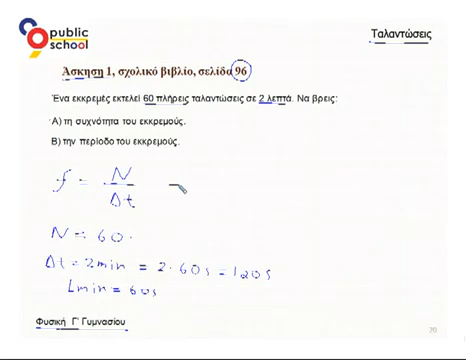 public
school
Ταλαντώσεις
Άσκηση 1, σχολικό βιβλίο, σελίδα 96
Ένα εκκρεμές εκτελεί 60 πλήρεις ταλαντώσεις σε 2 λεπτά. Να βρεις:
Α) τη συχνότητα του εκκρεμούς.
Β) την περίοδο του εκκρεμούς.
f = N / Δt
N = 60
Δt = 2min = 2·60s = 120s
1min = 60s
Φυσική Γ΄ Γυμνασίου
20